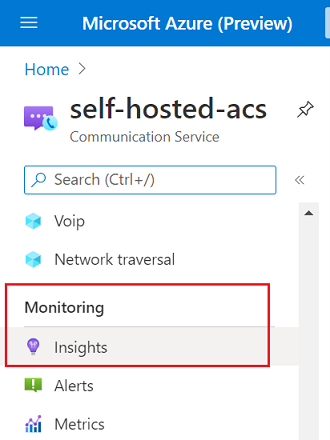 Microsoft Azure (Preview)
Home
self-hosted-acs
Communication Service
Search (Ctrl+/)
Voip
Network traversal
Monitoring
Insights
Alerts
Metrics